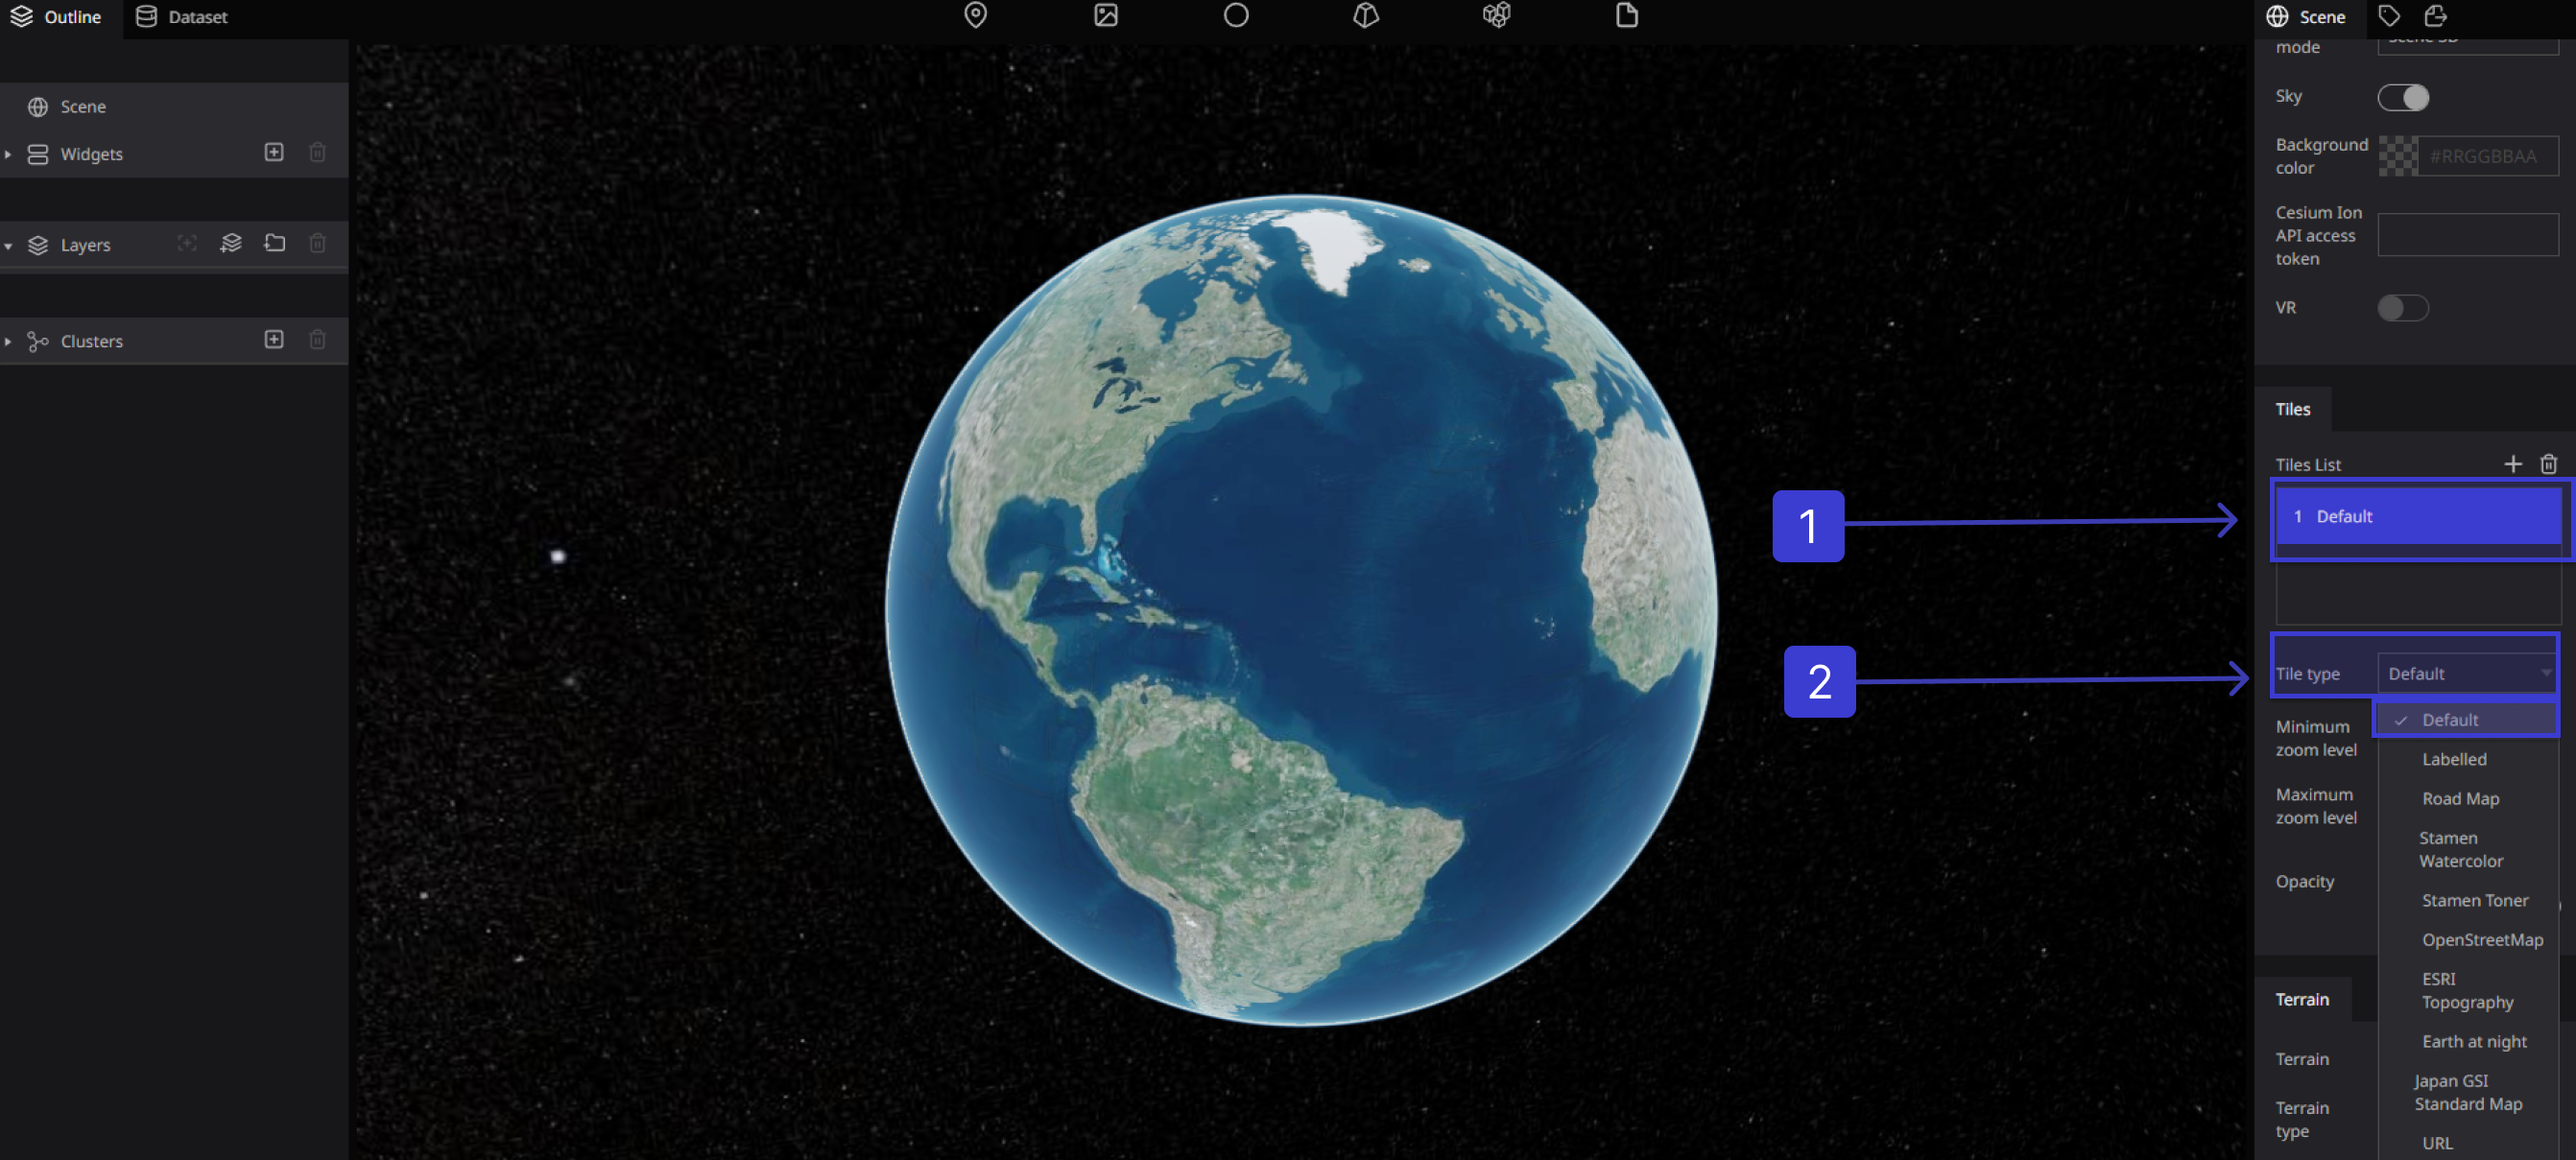 Outline
Dataset
Scene
Widgets
Layers
Clusters
1
2
Scene
mode
Sky
Background
color
#RRGGBBAA
Cesium Ion
API access
token
VR
Tiles
Tiles List
1 Default
Tile type
Default
Default
Labelled
Road Map
Stamen
Watercolor
Stamen Toner
OpenStreetMap
ESRI
Topography
Earth at night
Japan GSI
Standard Map
URL
Minimum
zoom level
Maximum
zoom level
Opacity
Terrain
Terrain
Terrain
type